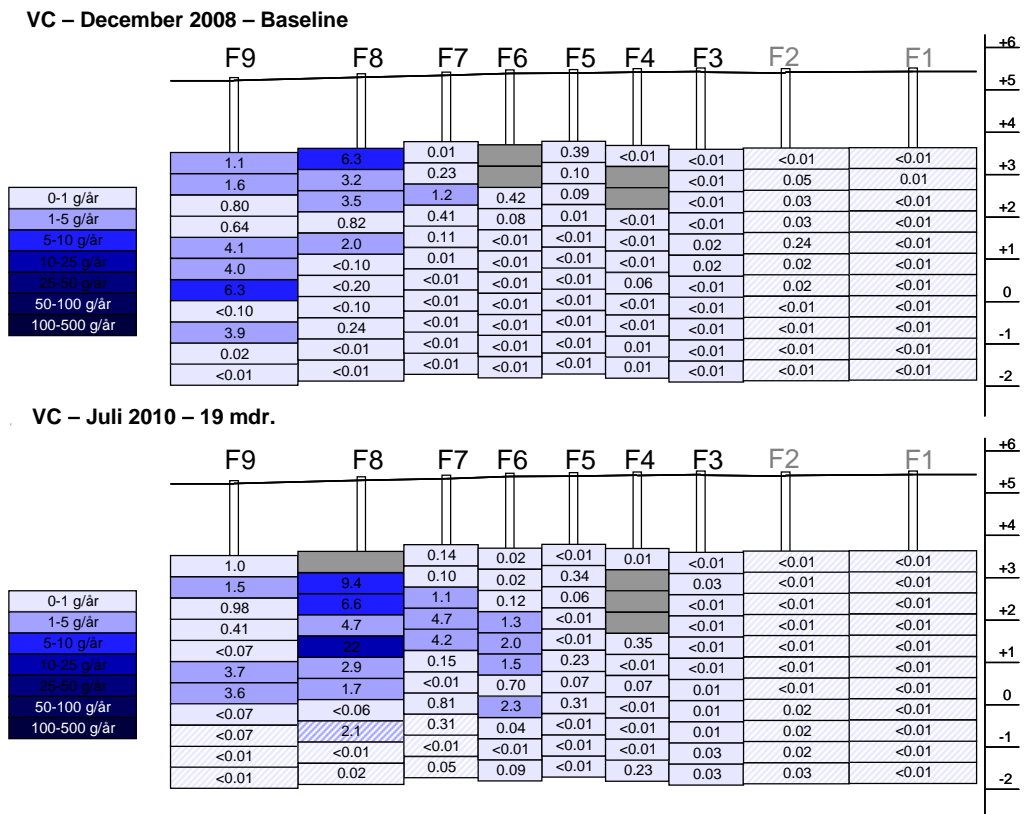 VC – December 2008 – Baseline
F9 F8 F7 F6 F5 F4 F3 F2 F1
+6
+5
+4
+3
+2
+1
0
-1
-2
0-1 g/år
1-5 g/år
5-10 g/år
10-25 g/år
25-50 g/år
50-100 g/år
100-500 g/år
1.1 6.3 0.01 0.39 <0.01 <0.01 <0.01 <0.01
1.6 3.2 0.23 0.10 <0.01 0.05 0.01
0.80 3.5 1.2 0.42 0.09 <0.01 0.03 <0.01
0.64 0.82 0.41 0.08 0.01 <0.01 <0.01 0.03 <0.01
4.1 2.0 0.11 <0.01 <0.01 <0.01 0.02 0.24 <0.01
4.0 <0.10 0.01 <0.01 <0.01 <0.01 0.02 0.02 <0.01
6.3 <0.20 <0.01 <0.01 <0.01 0.06 <0.01 0.02 <0.01
<0.10 <0.10 <0.01 <0.01 <0.01 <0.01 <0.01 <0.01 <0.01
3.9 0.24 <0.01 <0.01 <0.01 <0.01 <0.01 <0.01 <0.01
0.02 <0.01 <0.01 <0.01 <0.01 0.01 <0.01 <0.01 <0.01
<0.01 <0.01 <0.01 <0.01 <0.01 0.01 <0.01 <0.01 <0.01
VC – Juli 2010 – 19 mdr.
F9 F8 F7 F6 F5 F4 F3 F2 F1
+6
+5
+4
+3
+2
+1
0
-1
-2
0-1 g/år
1-5 g/år
5-10 g/år
10-25 g/år
25-50 g/år
50-100 g/år
100-500 g/år
1.0 0.14 0.02 <0.01 0.01 <0.01 <0.01 <0.01
1.5 9.4 0.10 0.02 0.34 0.03 <0.01 <0.01
0.98 6.6 1.1 0.12 0.06 <0.01 <0.01 <0.01
0.41 4.7 4.7 1.3 <0.01 <0.01 <0.01 <0.01
<0.07 22 4.2 2.0 <0.01 0.35 <0.01 <0.01 <0.01
3.7 2.9 0.15 1.5 0.23 <0.01 <0.01 <0.01 <0.01
3.6 1.7 <0.01 0.70 0.07 0.07 0.01 <0.01 <0.01
<0.07 <0.06 0.81 2.3 0.31 <0.01 0.01 0.02 <0.01
<0.07 2.1 0.31 0.04 <0.01 <0.01 0.01 0.02 <0.01
<0.01 <0.01 <0.01 <0.01 <0.01 <0.01 0.03 0.02 <0.01
<0.01 0.02 0.05 0.09 <0.01 0.23 0.03 0.03 <0.01